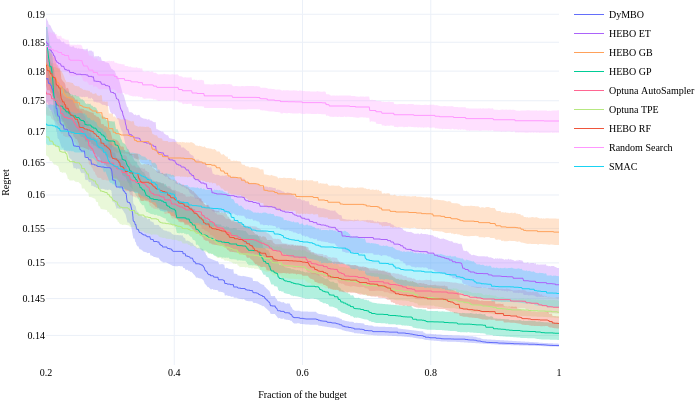 0.19
0.185
0.18
0.175
0.17
0.165
0.16
0.155
0.15
0.145
0.14
Regret
0.2
0.4
0.6
0.8
1
Fraction of the budget
DyMBO
HEBO ET
HEBO GB
HEBO GP
Optuna AutoSampler
Optuna TPE
HEBO RF
Random Search
SMAC